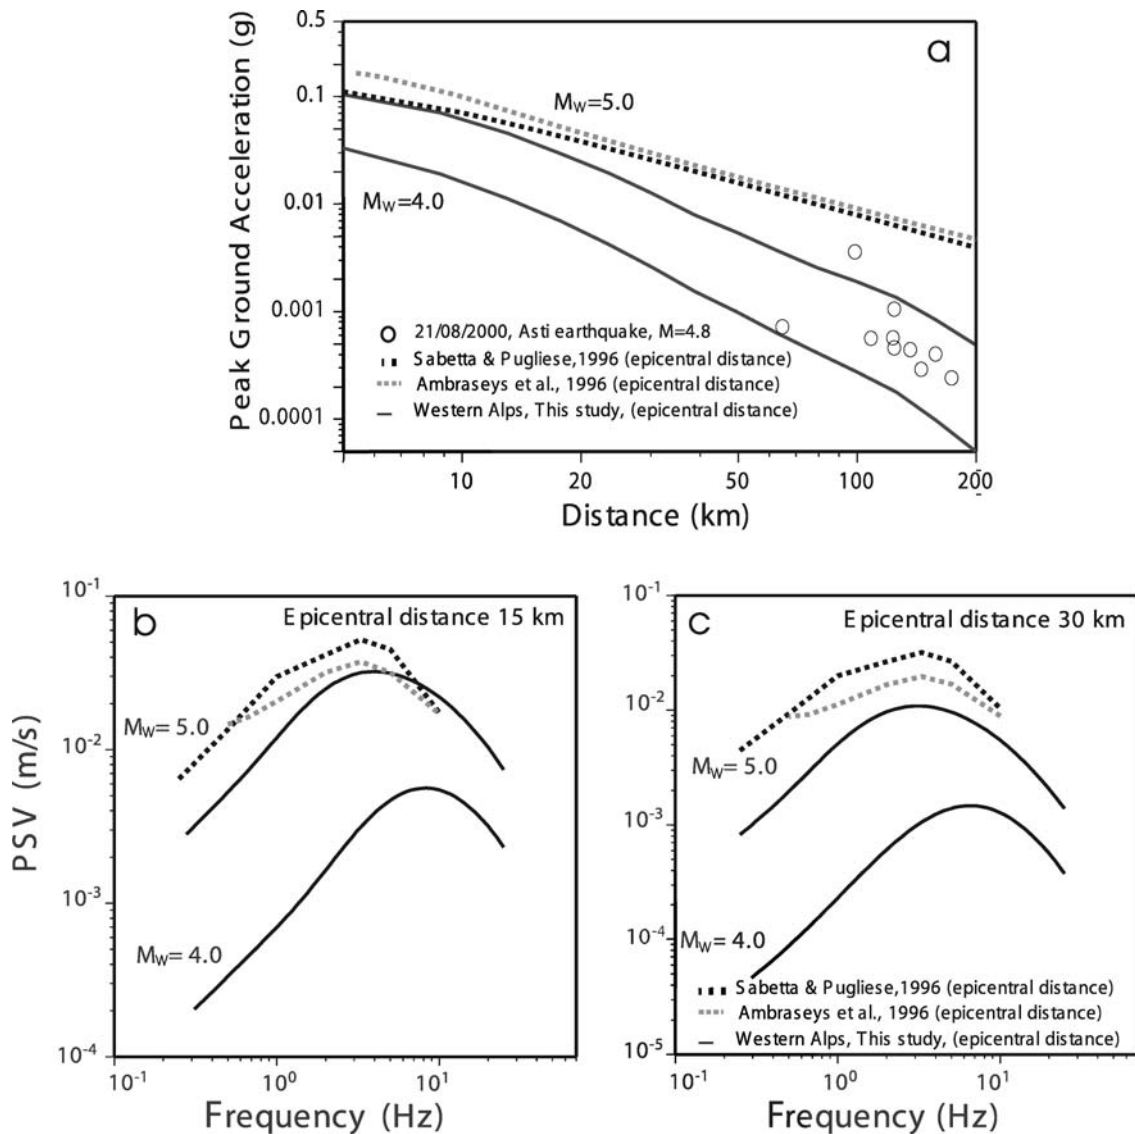 Peak Ground Acceleration (g)
0.5
0.1
0.01
0.001
0.0001
a
Mw=5.0
Mw=4.0
21/08/2000, Asti earthquake, M=4.8
Sabetta & Pugliese,1996 (epicentral distance)
Ambraseys et al., 1996 (epicentral distance)
Western Alps, This study, (epicentral distance)
10 20 50 100 200
Distance (km)
PSV (m/s)
10-1
10-2
10-3
10-4
b
Epicentral distance 15 km
Mw= 5.0
Mw= 4.0
10-1 100 101
Frequency (Hz)
10-1
10-2
10-3
10-4
10-5
c
Epicentral distance 30 km
Mw= 5.0
Mw= 4.0
Sabetta & Pugliese,1996 (epicentral distance)
Ambraseys et al., 1996 (epicentral distance)
Western Alps, This study, (epicentral distance)
10-1 100 101
Frequency (Hz)